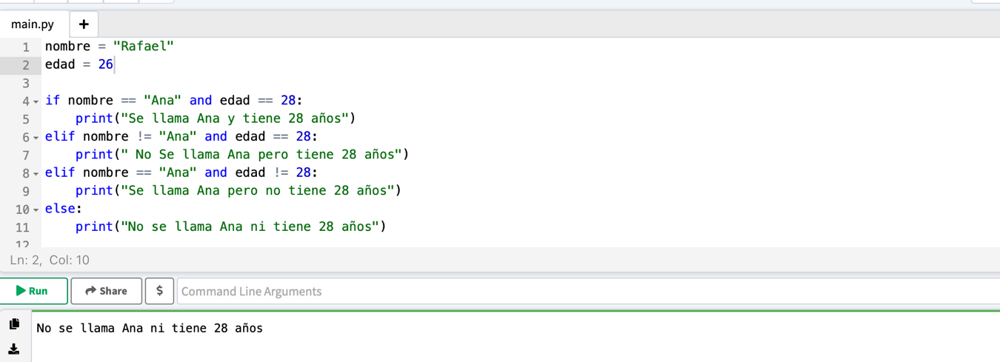 main.py +
1 nombre = "Rafael"
2 edad = 26
3
4 if nombre == "Ana" and edad == 28:
5     print("Se llama Ana y tiene 28 años")
6 elif nombre != "Ana" and edad == 28:
7     print(" No Se llama Ana pero tiene 28 años")
8 elif nombre == "Ana" and edad != 28:
9     print("Se llama Ana pero no tiene 28 años")
10 else:
11     print("No se llama Ana ni tiene 28 años")
12
Ln: 2, Col: 10
Run Share $ Command Line Arguments
No se llama Ana ni tiene 28 años